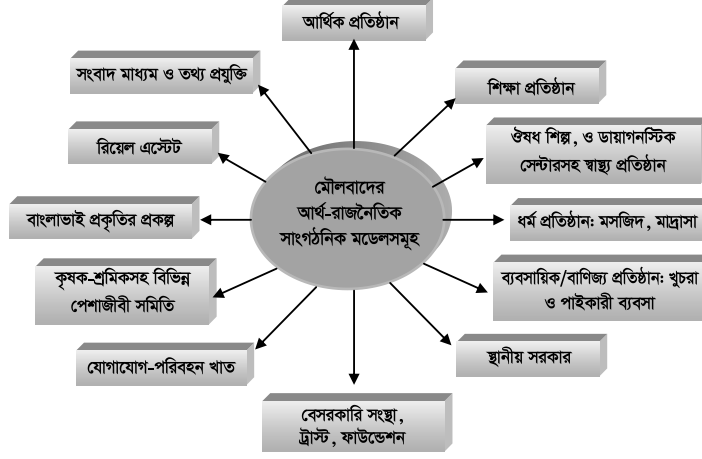 আর্থিক প্রতিষ্ঠান
সংবাদ মাধ্যম ও তথ্য প্রযুক্তি
শিক্ষা প্রতিষ্ঠান
রিয়েল এস্টেট
ঔষধ শিল্প, ও ডায়াগনস্টিক
সেন্টারসহ স্বাস্থ্য প্রতিষ্ঠান
মৌলবাদের
আর্থ-রাজনৈতিক
সাংগঠনিক মডেলসমূহ
বাংলাভাই প্রকৃতির প্রকল্প
ধর্ম প্রতিষ্ঠান: মসজিদ, মাদ্রাসা
কৃষক-শ্রমিকসহ বিভিন্ন
পেশাজীবী সমিতি
ব্যবসায়িক/বাণিজ্য প্রতিষ্ঠান: খুচরা
ও পাইকারী ব্যবসা
যোগাযোগ-পরিবহন খাত
স্থানীয় সরকার
বেসরকারি সংস্থা,
ট্রাস্ট, ফাউন্ডেশন